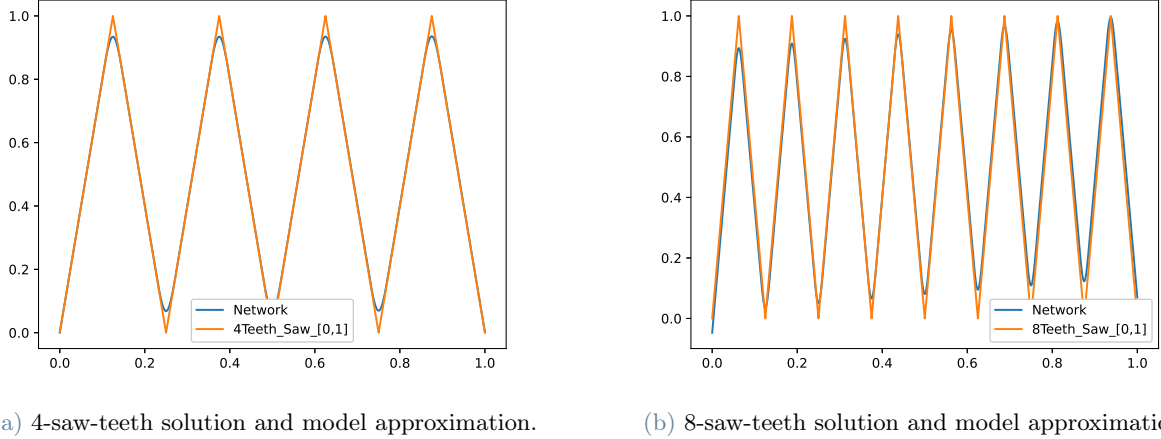 1.0
0.8
0.6
0.4
0.2
0.0
0.0 0.2 0.4 0.6 0.8 1.0
Network
4Teeth_Saw_[0,1]
a) 4-saw-teeth solution and model approximation.
1.0
0.8
0.6
0.4
0.2
0.0
0.0 0.2 0.4 0.6 0.8 1.0
Network
8Teeth_Saw_[0,1]
(b) 8-saw-teeth solution and model approximatio